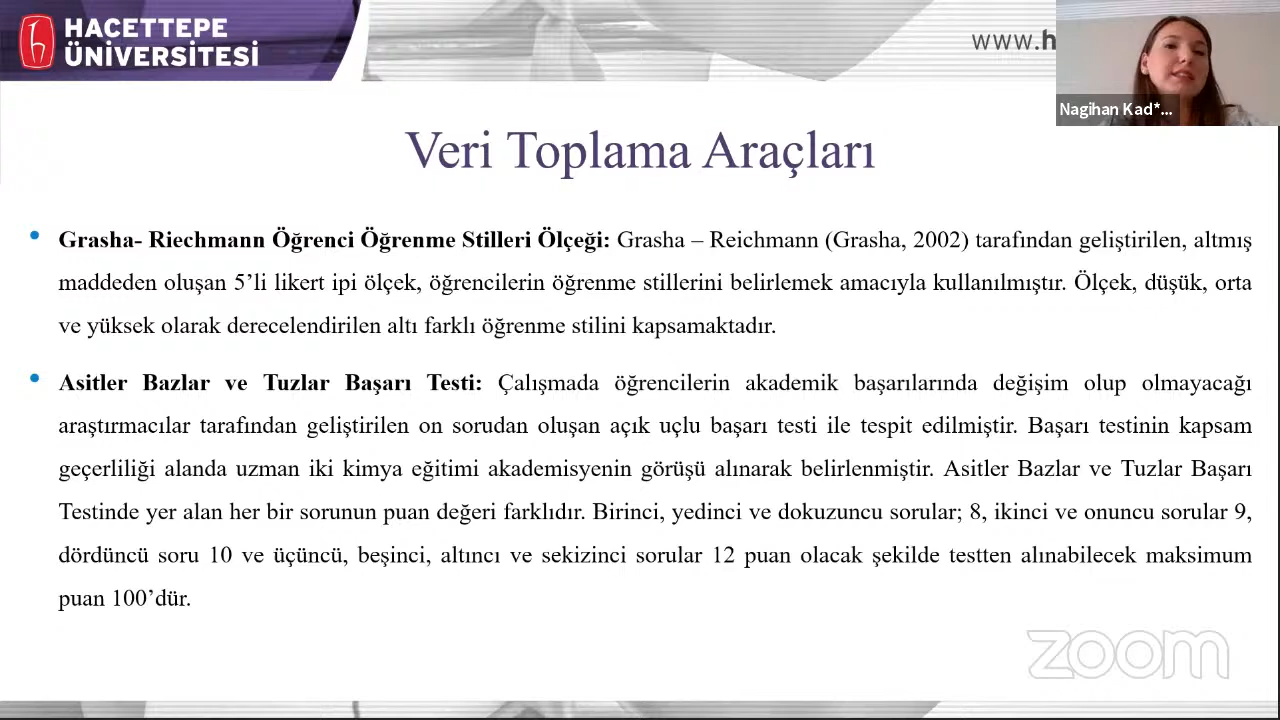 HACETTEPE
ÜNİVERSİTESİ
www.h
Nagihan Kad*...
Veri Toplama Araçları
• Grasha- Riechmann Öğrenci Öğrenme Stilleri Ölçeği: Grasha – Reichmann (Grasha, 2002) tarafından geliştirilen, altmış
maddeden oluşan 5’li likert ipi ölçek, öğrencilerin öğrenme stillerini belirlemek amacıyla kullanılmıştır. Ölçek, düşük, orta
ve yüksek olarak derecelendirilen altı farklı öğrenme stilini kapsamaktadır.
• Asitler Bazlar ve Tuzlar Başarı Testi: Çalışmada öğrencilerin akademik başarılarında değişim olup olmayacağı
araştırmacılar tarafından geliştirilen on sorudan oluşan açık uçlu başarı testi ile tespit edilmiştir. Başarı testinin kapsam
geçerliliği alanda uzman iki kimya eğitimi akademisyenin görüşü alınarak belirlenmiştir. Asitler Bazlar ve Tuzlar Başarı
Testinde yer alan her bir sorunun puan değeri farklıdır. Birinci, yedinci ve dokuzuncu sorular; 8, ikinci ve onuncu sorular 9,
dördüncü soru 10 ve üçüncü, beşinci, altıncı ve sekizinci sorular 12 puan olacak şekilde testten alınabilecek maksimum
puan 100’dür.
zoom